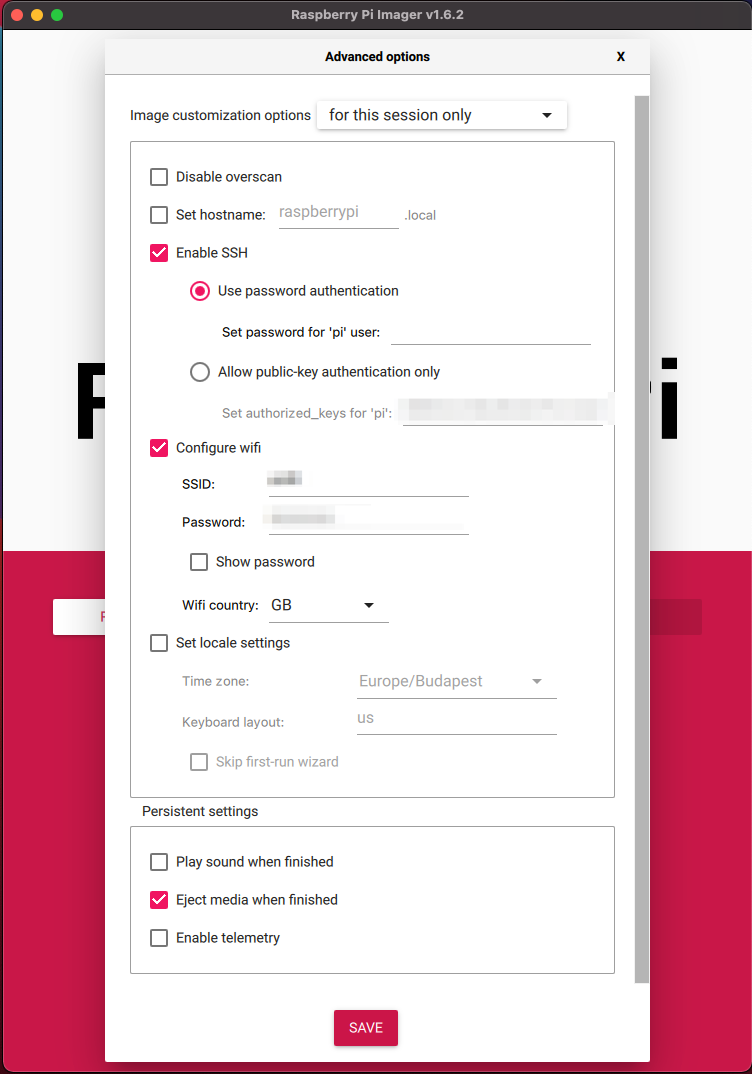 Raspberry Pi Imager v1.6.2
Advanced options X
Image customization options for this session only
Disable overscan
Set hostname: raspberrypi .local
Enable SSH
Use password authentication
Set password for 'pi' user:
Allow public-key authentication only
Set authorized_keys for 'pi':
Configure wifi
SSID:
Password:
Show password
Wifi country: GB
Set locale settings
Time zone: Europe/Budapest
Keyboard layout: us
Skip first-run wizard
Persistent settings
Play sound when finished
Eject media when finished
Enable telemetry
SAVE